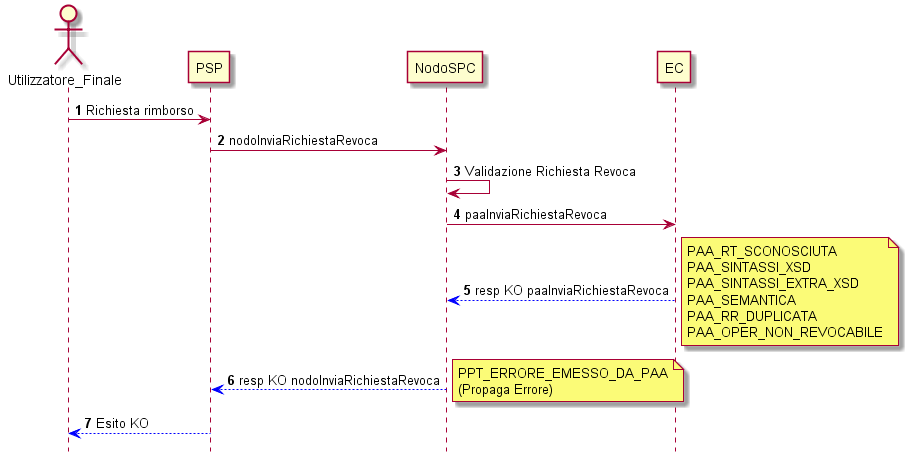 Utilizzatore_Finale
PSP
NodoSPC
EC
1 Richiesta rimborso
2 nodoInviaRichiestaRevoca
3 Validazione Richiesta Revoca
4 paaInviaRichiestaRevoca
PAA_RT_SCONOSCIUTA
PAA_SINTASSI_XSD
PAA_SINTASSI_EXTRA_XSD
PAA_SEMANTICA
PAA_RR_DUPLICATA
PAA_OPER_NON_REVOCABILE
5 resp KO paaInviaRichiestaRevoca
PPT_ERRORE_EMESSO_DA_PAA
(Propaga Errore)
6 resp KO nodoInviaRichiestaRevoca
7 Esito KO